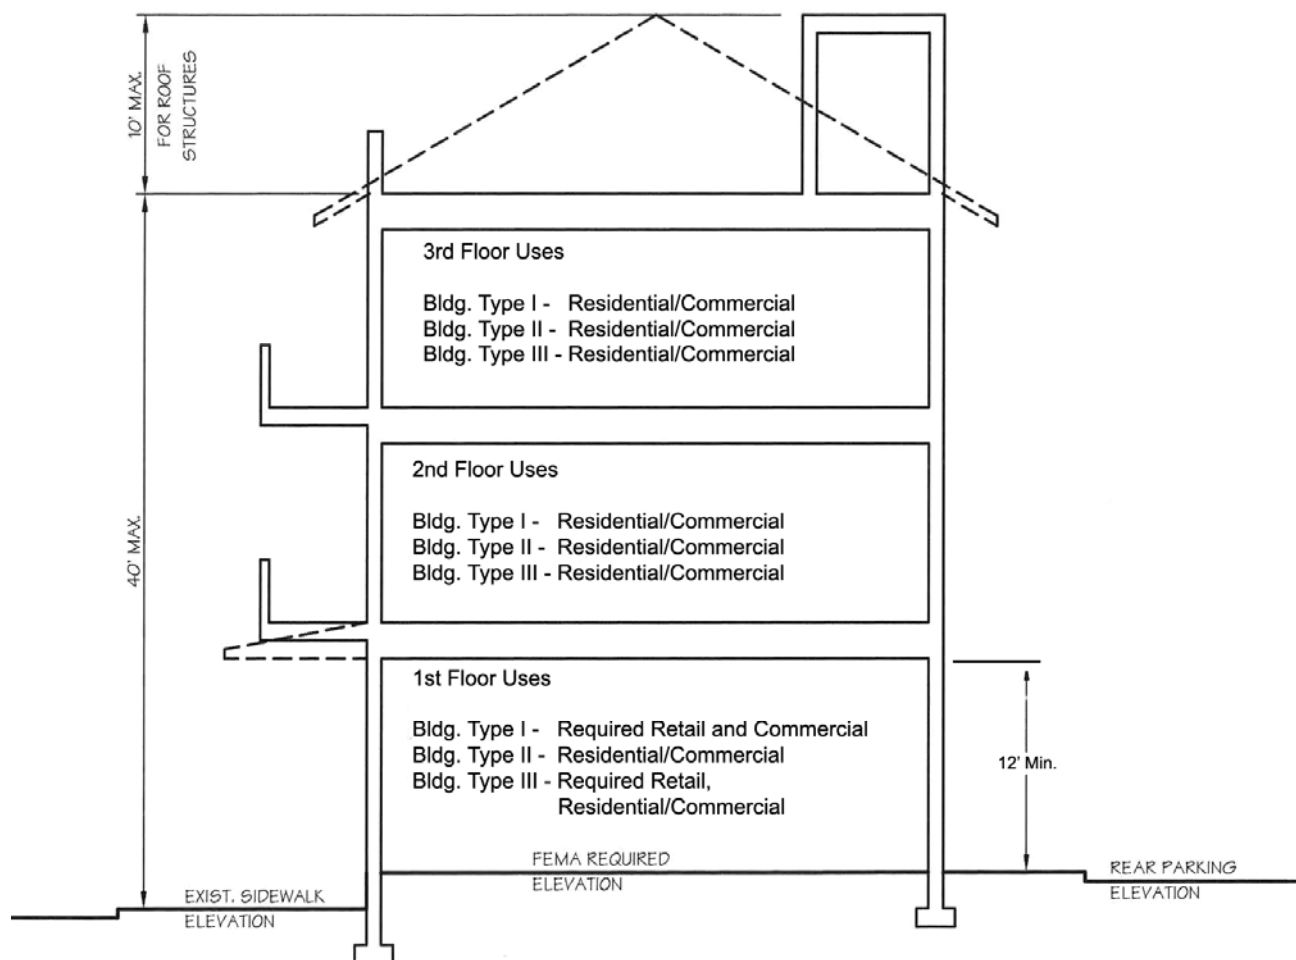 10' MAX.
FOR ROOF
STRUCTURES
3rd Floor Uses
Bldg. Type I - Residential/Commercial
Bldg. Type II - Residential/Commercial
Bldg. Type III - Residential/Commercial
40' MAX.
2nd Floor Uses
Bldg. Type I - Residential/Commercial
Bldg. Type II - Residential/Commercial
Bldg. Type III - Residential/Commercial
1st Floor Uses
Bldg. Type I - Required Retail and Commercial
Bldg. Type II - Residential/Commercial
Bldg. Type III - Required Retail,
Residential/Commercial
12' Min.
FEMA REQUIRED
ELEVATION
EXIST. SIDEWALK
ELEVATION
REAR PARKING
ELEVATION